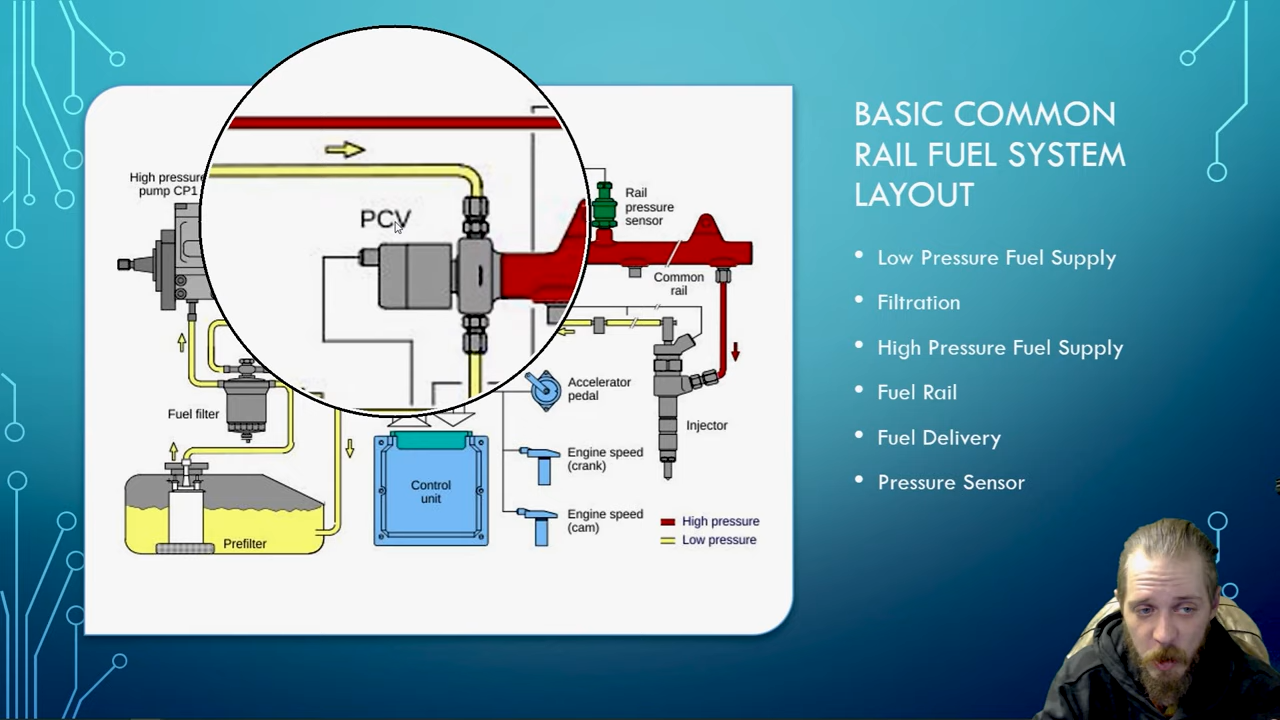 BASIC COMMON
RAIL FUEL SYSTEM
LAYOUT
• Low Pressure Fuel Supply
• Filtration
• High Pressure Fuel Supply
• Fuel Rail
• Fuel Delivery
• Pressure Sensor
High pressure
pump CP1
PCV
Rail
pressure
sensor
Common
rail
Accelerator
pedal
Fuel filter
Injector
Engine speed
(crank)
Control
unit
Engine speed
(cam)
High pressure
Low pressure
Prefilter